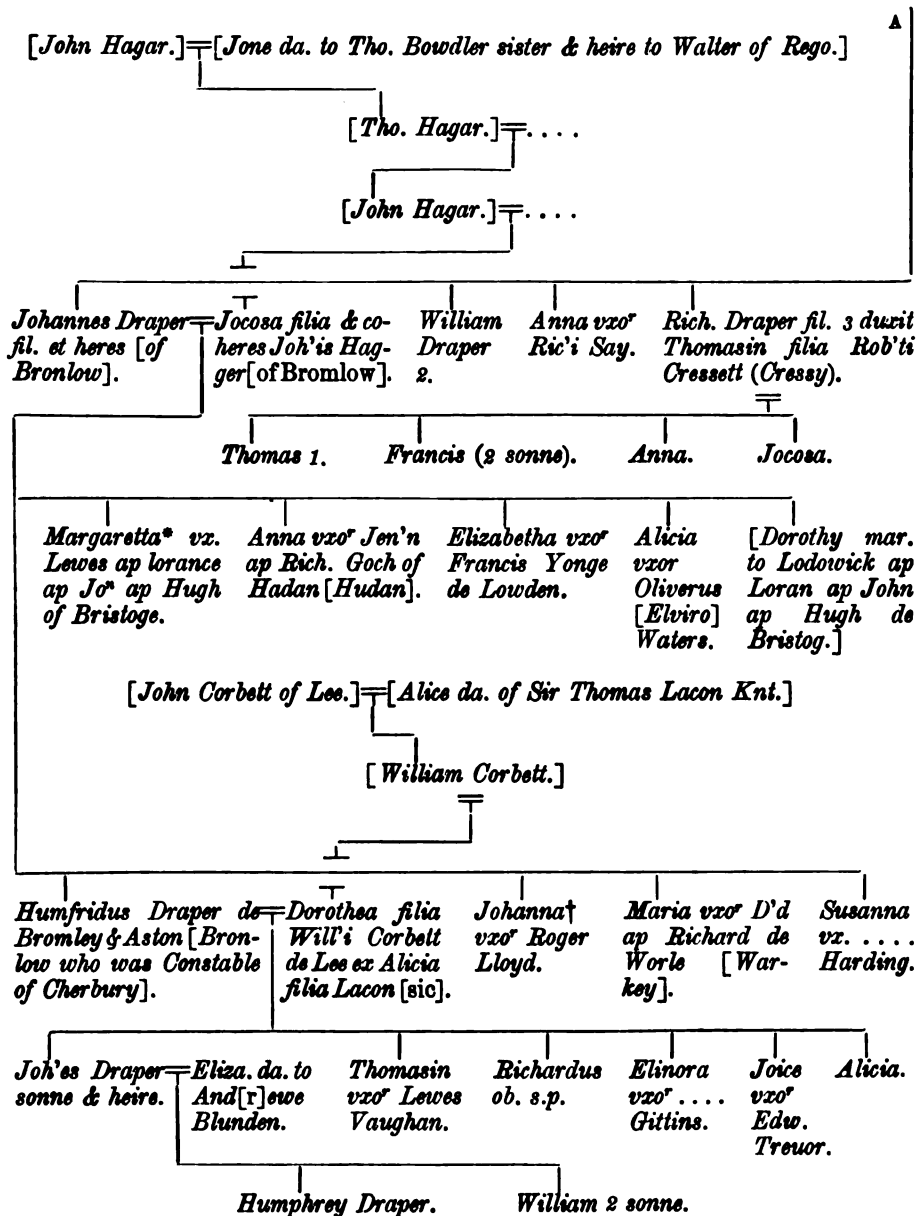 A
[John Hagar.]=[Jone da. to Tho. Bowdler sister & heire to Walter of Rego.]
[Tho. Hagar.]=. . . .
[John Hagar.]=. . . .
Johannes Draper=
fil. et heres [of
Bronlow].
Jocosa filia & co-
heres Joh'is Hag-
ger[of Bromlow].
William
Draper
2.
Anna vxoʳ
Ric'i Say.
Rich. Draper fil. 3 duxit
Thomasin filia Rob'ti
Cressett (Cressy).
Thomas 1.
Francis (2 sonne).
Anna.
Jocosa.
Margaretta* vx.
Lewes ap lorance
ap Joⁿ ap Hugh
of Bristoge.
Anna vxoʳ Jen'n
ap Rich. Goch of
Hadan [Hudan].
Elizabetha vxoʳ
Francis Yonge
de Lowden.
Alicia
vxor
Oliverus
[Elviro]
Waters.
[Dorothy mar.
to Lodowick ap
Loran ap John
ap Hugh de
Bristog.]
[John Corbett of Lee.]=[Alice da. of Sir Thomas Lacon Knt.]
[William Corbett.]
Humfridus Draper de=
Bromley & Aston [Bron-
low who was Constable
of Cherbury].
Dorothea filia
Will'i Corbett
de Lee ex Alicia
filia Lacon [sic].
Johanna†
vxoʳ Roger
Lloyd.
Maria vxoʳ D'd
ap Richard de
Worle [War-
key].
Susanna
vx. . . . .
Harding.
Joh'es Draper=
sonne & heire.
Eliza. da. to
And[r]ewe
Blunden.
Thomasin
vxoʳ Lewes
Vaughan.
Richardus
ob. s.p.
Elinora
vxoʳ . . . .
Gittins.
Joice
vxoʳ
Edw.
Treuor.
Alicia.
Humphrey Draper.
William 2 sonne.